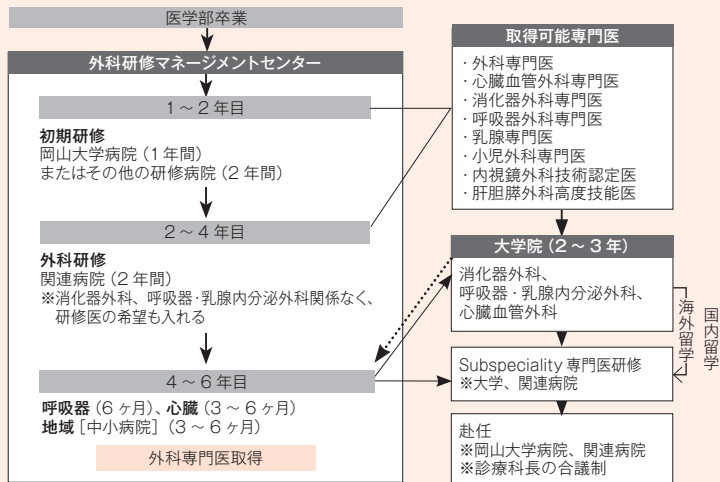 医学部卒業
外科研修マネージメントセンター
1～2年目
初期研修
岡山大学病院（1年間）
またはその他の研修病院（2年間）
2～4年目
外科研修
関連病院（2年間）
※消化器外科、呼吸器・乳腺内分泌外科関係なく、
研修医の希望も入れる
4～6年目
呼吸器（6ヶ月）、心臓（3～6ヶ月）
地域［中小病院］（3～6ヶ月）
外科専門医取得
取得可能専門医
・外科専門医
・心臓血管外科専門医
・消化器外科専門医
・呼吸器外科専門医
・乳腺専門医
・小児外科専門医
・内視鏡外科技術認定医
・肝胆膵外科高度技能医
大学院（2～3年）
消化器外科、
呼吸器・乳腺内分泌外科、
心臓血管外科
国内留学
海外留学
Subspeciality専門医研修
※大学、関連病院
赴任
※岡山大学病院、関連病院
※診療科長の合議制